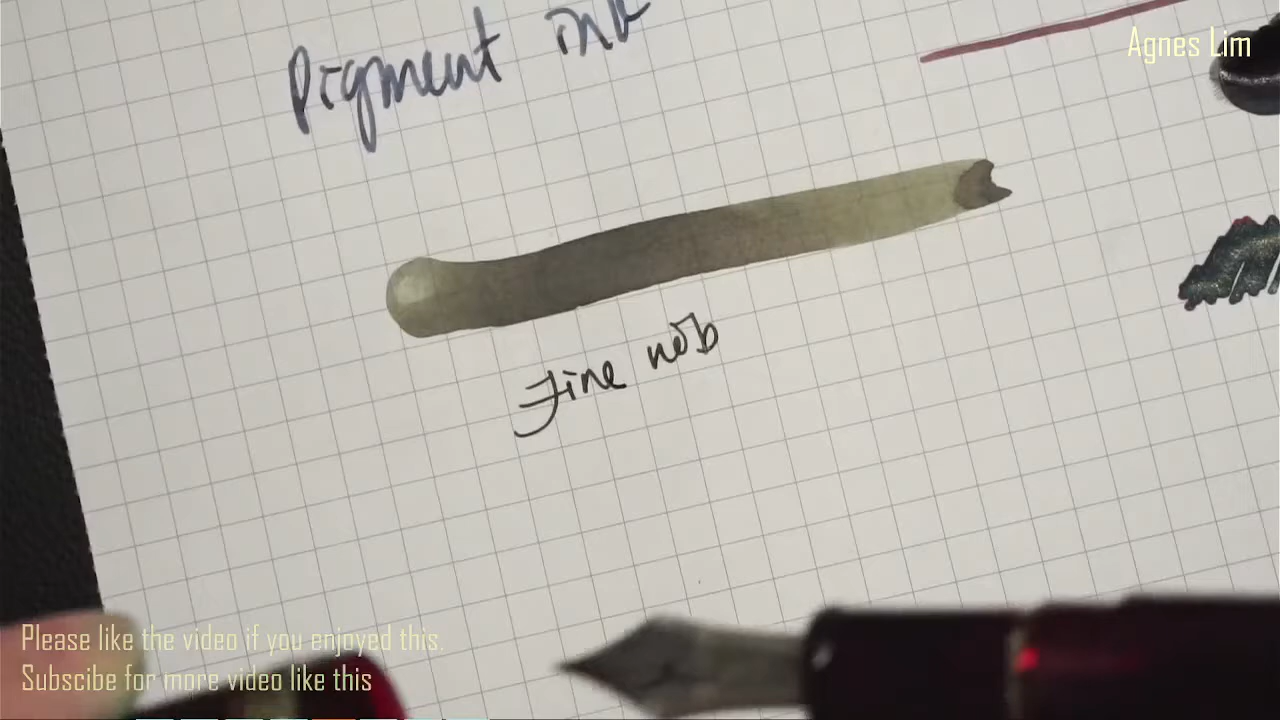 Pigment ink
Agnes Lim
Fine nib
Please like the video if you enjoyed this.
Subscibe for more video like this